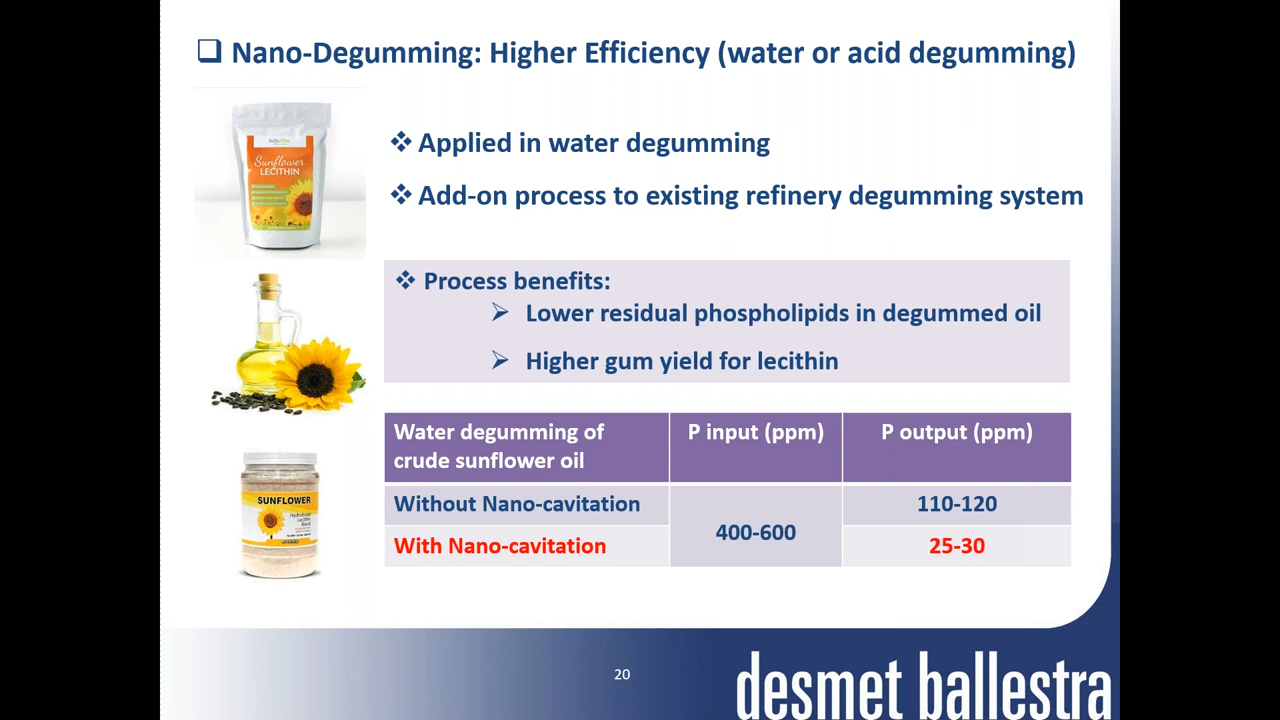 Nano-Degumming: Higher Efficiency (water or acid degumming)
Applied in water degumming
Add-on process to existing refinery degumming system
Sunflower
LECITHIN
Process benefits:
Lower residual phospholipids in degummed oil
Higher gum yield for lecithin
Water degumming of
crude sunflower oil
P input (ppm)
P output (ppm)
Without Nano-cavitation
110-120
400-600
With Nano-cavitation
25-30
SUNFLOWER
Hydrolyzed
Lecithin
Blend
20
desmet ballestra